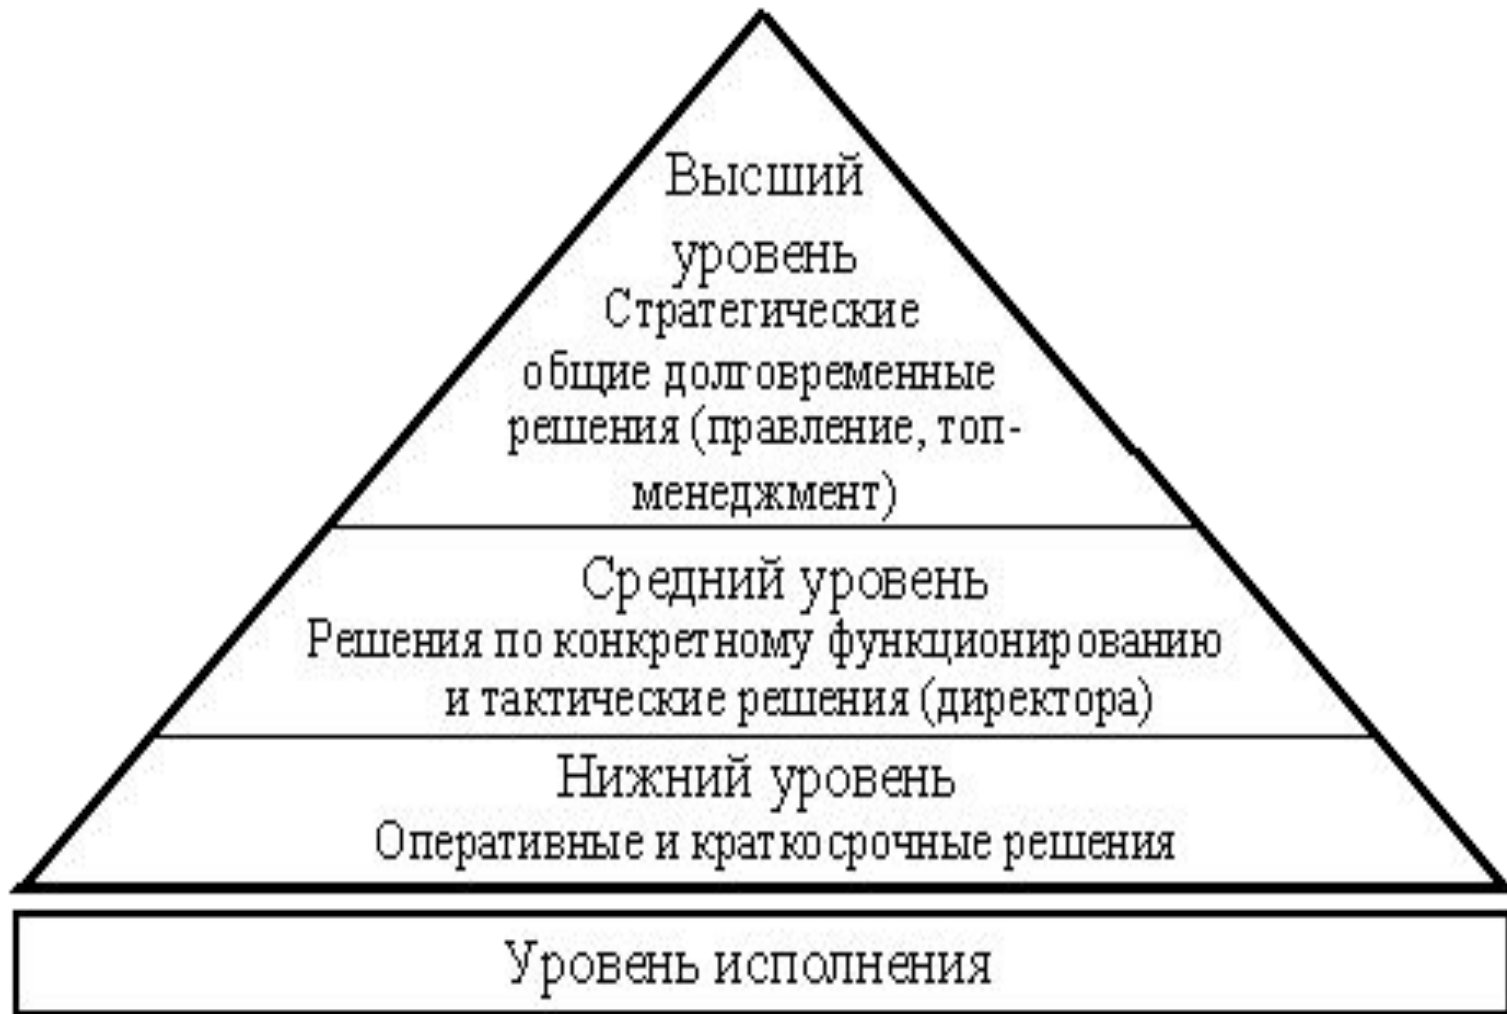 Высший
уровень
Стратегические
общие долговременные
решения (правление, топ-
менеджмент)
Средний уровень
Решения по конкретному функционированию
и тактические решения (директора)
Нижний уровень
Оперативные и краткосрочные решения
Уровень исполнения